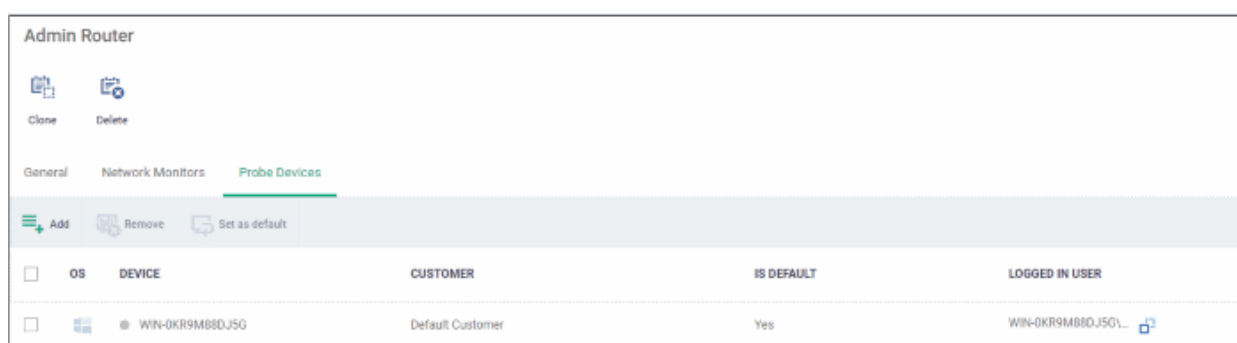 Admin Router
Clone Delete
General Network Monitors Probe Devices
Add Remove Set as default
OS DEVICE CUSTOMER IS DEFAULT LOGGED IN USER
WIN-0KR9M88DJ5G Default Customer Yes WIN-0KR9M88DJ5G\...